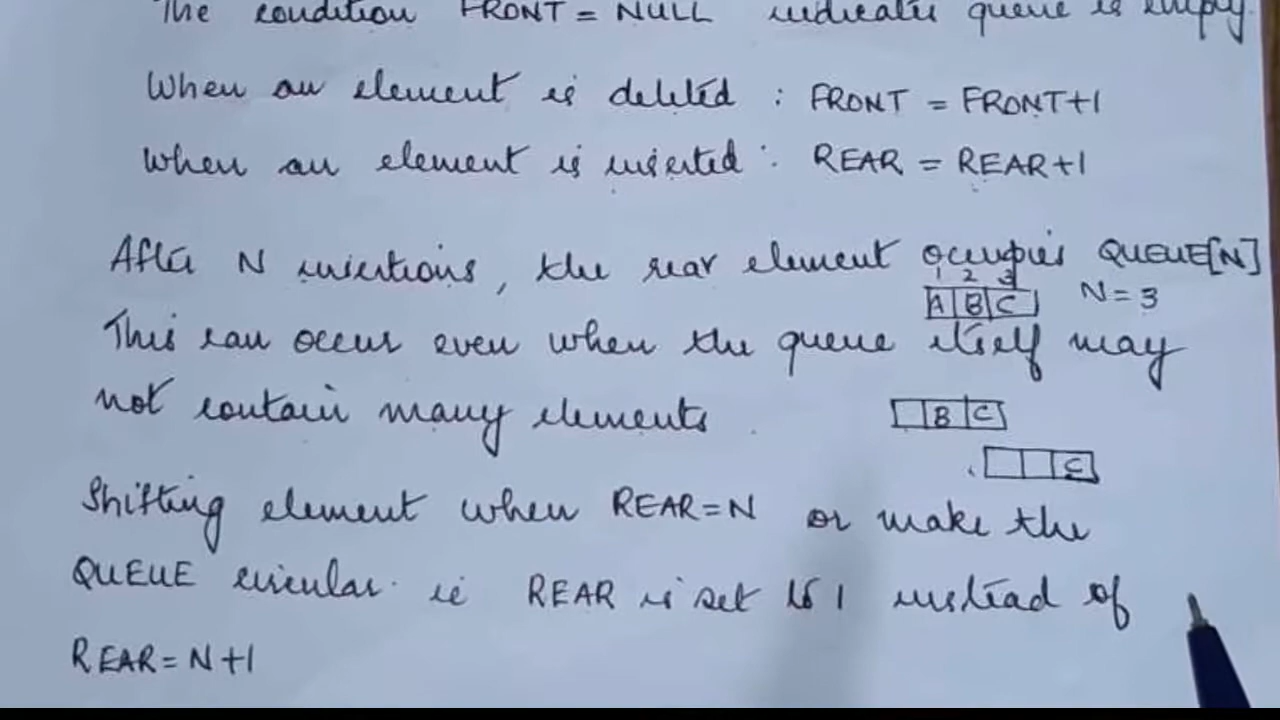 The condition FRONT = NULL indicates queue is empty.
When an element is deleted : FRONT = FRONT+1
When an element is inserted : REAR = REAR+1
After N insertions, the rear element occupies QUEUE[N]
1 2 3
A B C N = 3
This can occur even when the queue itself may
not contain many elements.
B C
C
Shifting element when REAR=N or make the
QUEUE circular. ie REAR is set to 1 instead of
REAR = N+1